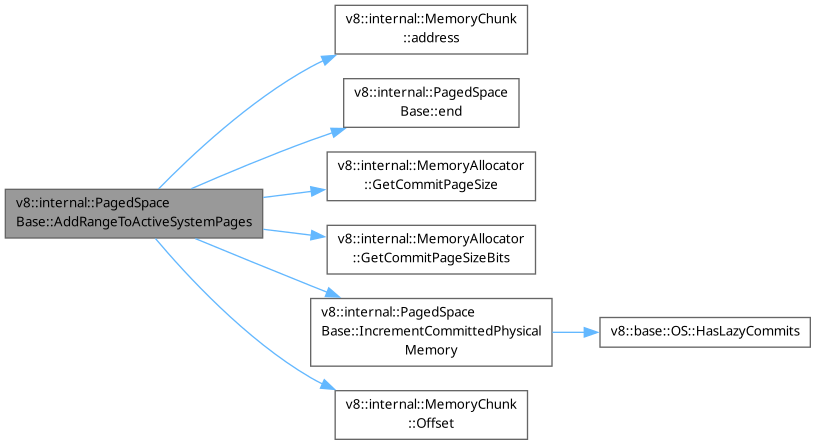 v8::internal::MemoryChunk
::address
v8::internal::PagedSpace
Base::end
v8::internal::MemoryAllocator
::GetCommitPageSize
v8::internal::PagedSpace
Base::AddRangeToActiveSystemPages
v8::internal::MemoryAllocator
::GetCommitPageSizeBits
v8::internal::PagedSpace
Base::IncrementCommittedPhysical
Memory
v8::base::OS::HasLazyCommits
v8::internal::MemoryChunk
::Offset